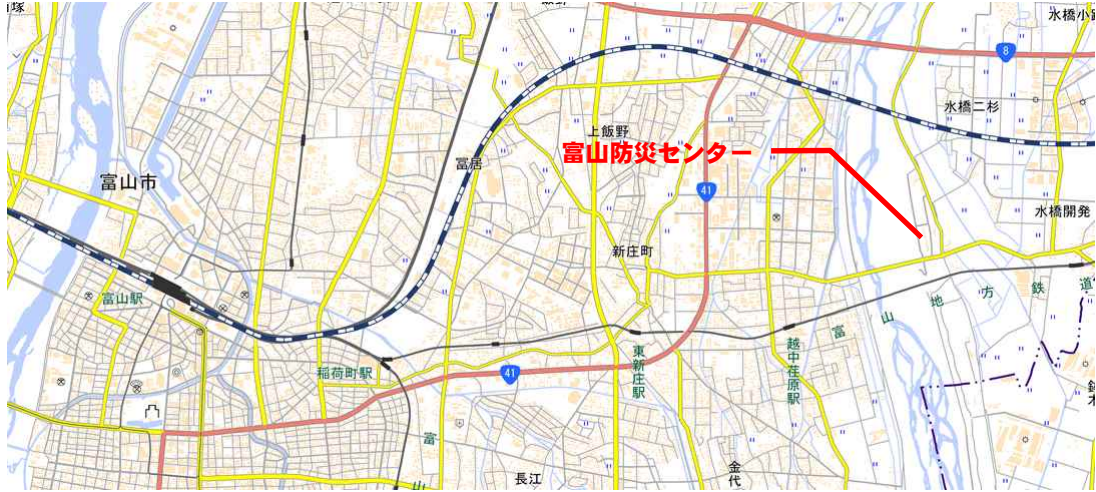 水橋小路
8
水橋二杉
上飯野
富山防災センター
富居
富山市
41
水橋開発
新庄町
富山駅
富山地方鉄道
東新庄駅
越中荏原駅
稲荷町駅
41
富
山
長江
金代